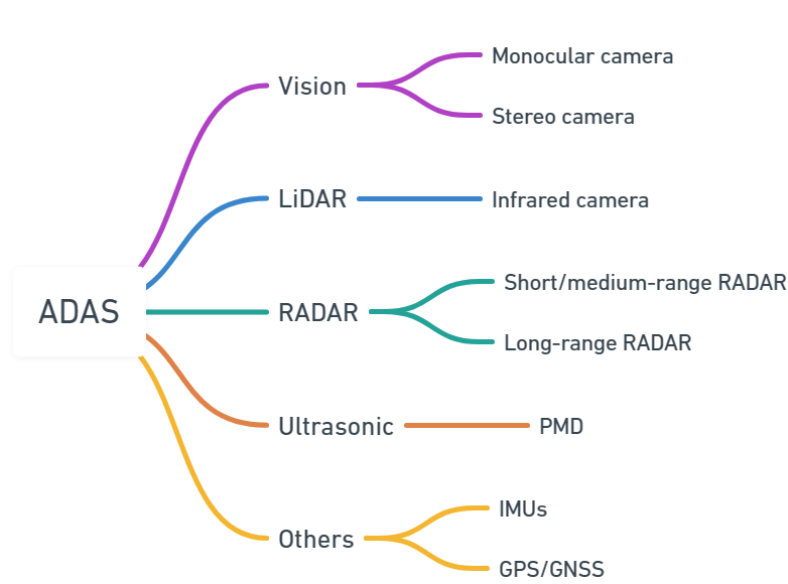 ADAS
Vision
Monocular camera
Stereo camera
LiDAR
Infrared camera
RADAR
Short/medium-range RADAR
Long-range RADAR
Ultrasonic
PMD
Others
IMUs
GPS/GNSS